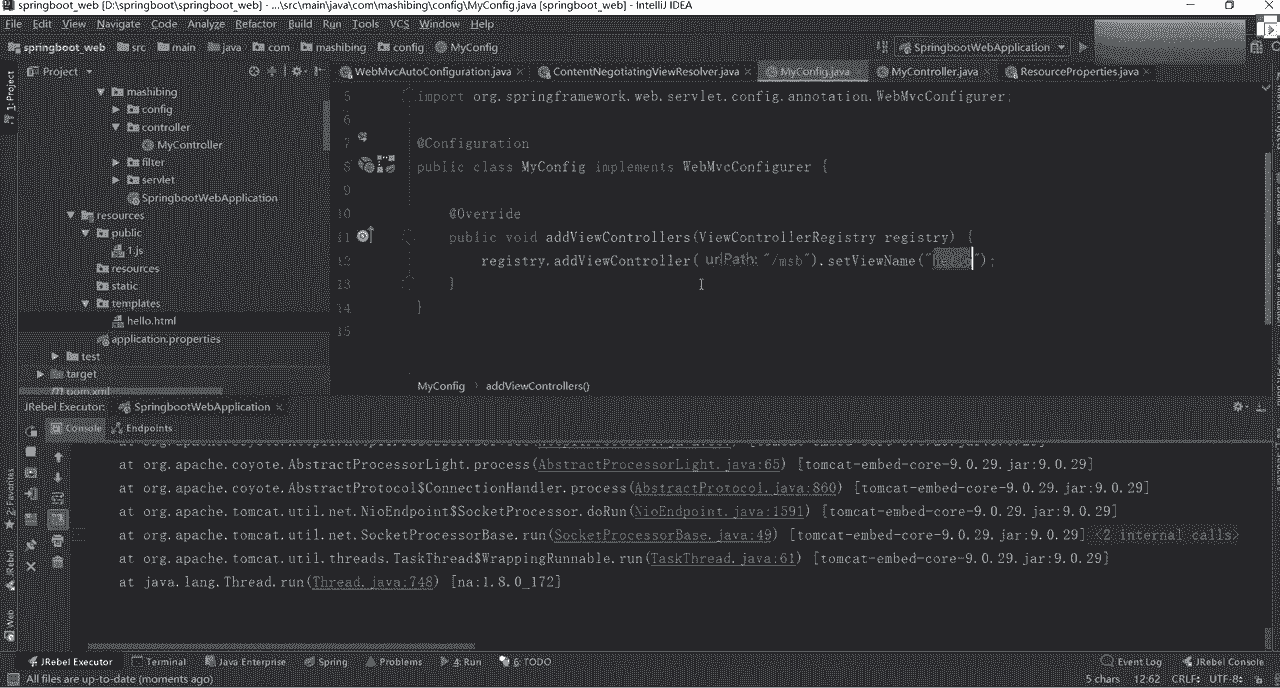 springboot_web [D:\springboot\springboot_web] - ...\src\main\java\com\mashibing\config\MyConfig.java [springboot_web] - IntelliJ IDEA
File Edit View Navigate Code Analyze Refactor Build Run Tools VCS Window Help
springboot_web src main java com mashibing config MyConfig SpringbootWebApplication
1: Project
Project WebMvcAutoConfiguration.java ContentNegotiatingViewResolver.java MyConfig.java MyController.java ResourceProperties.java
mashibing
config
controller
MyController
filter
servlet
SpringbootWebApplication
resources
public
1.js
resources
static
templates
hello.html
application.properties
test
target
pom.xml
5 import org.springframework.web.servlet.config.annotation.WebMvcConfigurer;
6
7 @Configuration
8 public class MyConfig implements WebMvcConfigurer {
9
10 @Override
11 public void addViewControllers(ViewControllerRegistry registry) {
12 registry.addViewController( urlPath: "/msb").setViewName("hello");
13 }
14 }
15
MyConfig addViewControllers()
JRebel Executor: SpringbootWebApplication
Console Endpoints
at org.apache.coyote.AbstractProcessorLight.process(AbstractProcessorLight.java:65) [tomcat-embed-core-9.0.29.jar:9.0.29]
at org.apache.coyote.AbstractProtocol$ConnectionHandler.process(AbstractProtocol.java:860) [tomcat-embed-core-9.0.29.jar:9.0.29]
at org.apache.tomcat.util.net.NioEndpoint$SocketProcessor.doRun(NioEndpoint.java:1591) [tomcat-embed-core-9.0.29.jar:9.0.29]
at org.apache.tomcat.util.net.SocketProcessorBase.run(SocketProcessorBase.java:49) [tomcat-embed-core-9.0.29.jar:9.0.29] <2 internal calls>
at org.apache.tomcat.util.threads.TaskThread$WrappingRunnable.run(TaskThread.java:61) [tomcat-embed-core-9.0.29.jar:9.0.29]
at java.lang.Thread.run(Thread.java:748) [na:1.8.0_172]
2: Favorites
JRebel
Web
JRebel Executor Terminal Java Enterprise Spring Problems 4: Run 6: TODO Event Log JRebel Console
All files are up-to-date (moments ago) 5 chars 12:62 CRLF UTF-8